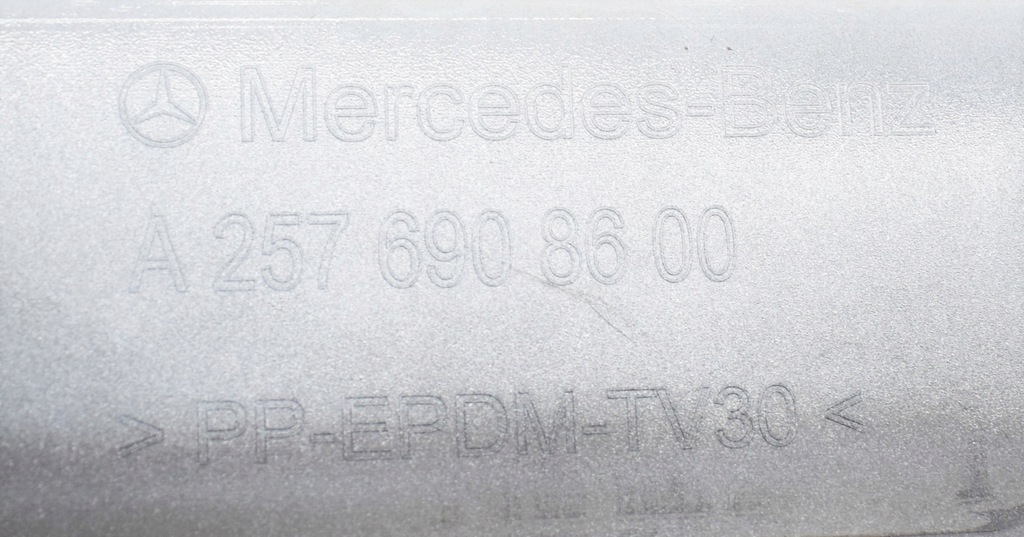 Mercedes-Benz
A 257 690 86 00
> PP-EPDM-TV30 <